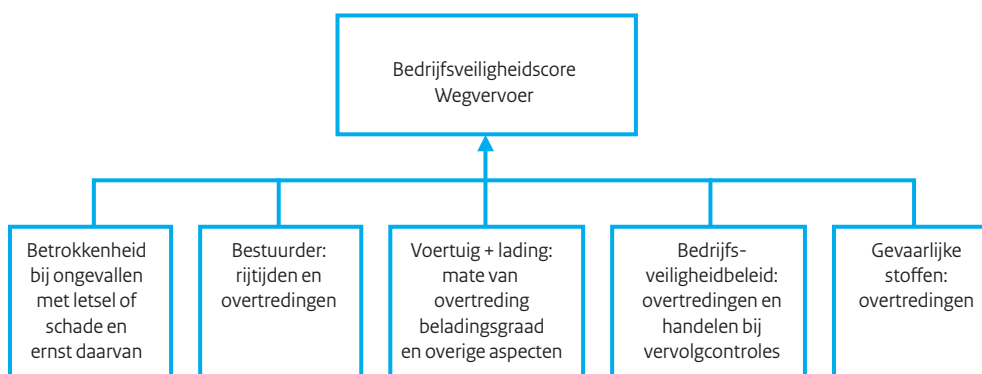 Bedrijfsveiligheidscore
Wegvervoer
Betrokkenheid
bij ongevallen
met letsel of
schade en
ernst daarvan
Bestuurder:
rijtijden en
overtredingen
Voertuig + lading:
mate van
overtreding
beladingsgraad
en overige aspecten
Bedrijfs-
veiligheidbeleid:
overtredingen en
handelen bij
vervolgcontroles
Gevaarlijke
stoffen:
overtredingen